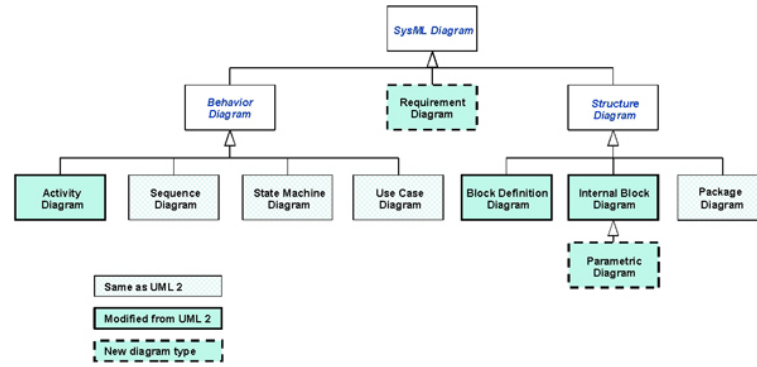 SysML Diagram
Behavior
Diagram
Requirement
Diagram
Structure
Diagram
Activity
Diagram
Sequence
Diagram
State Machine
Diagram
Use Case
Diagram
Block Definition
Diagram
Internal Block
Diagram
Package
Diagram
Parametric
Diagram
Same as UML 2
Modified from UML 2
New diagram type